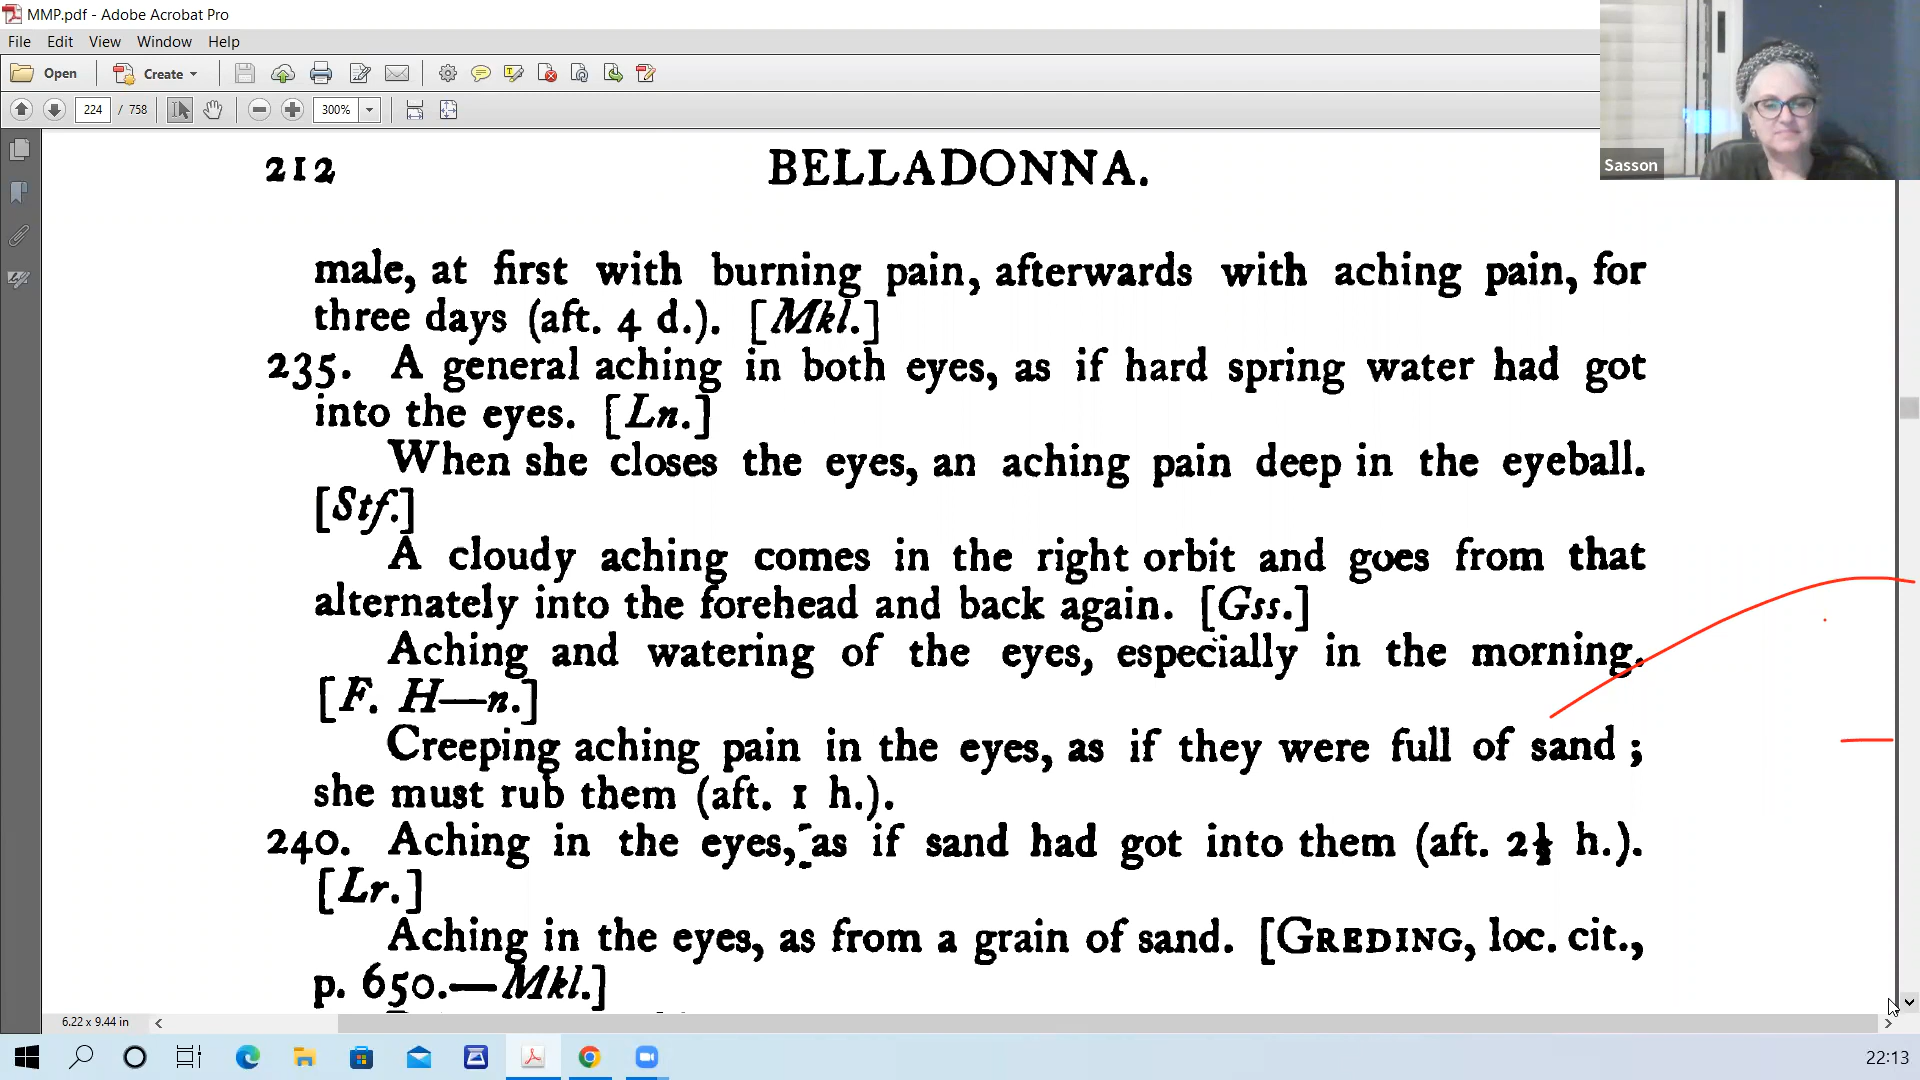 MMP.pdf - Adobe Acrobat Pro
File Edit View Window Help
Open Create
224 / 758 300%
Sasson
212 BELLADONNA.
male, at first with burning pain, afterwards with aching pain, for
three days (aft. 4 d.). [Mkl.]
235. A general aching in both eyes, as if hard spring water had got
into the eyes. [Ln.]
When she closes the eyes, an aching pain deep in the eyeball.
[Stf.]
A cloudy aching comes in the right orbit and goes from that
alternately into the forehead and back again. [Gss.]
Aching and watering of the eyes, especially in the morning.
[F. H—n.]
Creeping aching pain in the eyes, as if they were full of sand ;
she must rub them (aft. 1 h.).
240. Aching in the eyes, as if sand had got into them (aft. 2½ h.).
[Lr.]
Aching in the eyes, as from a grain of sand. [GREDING, loc. cit.,
p. 650.—Mkl.]
6.22 x 9.44 in
22:13